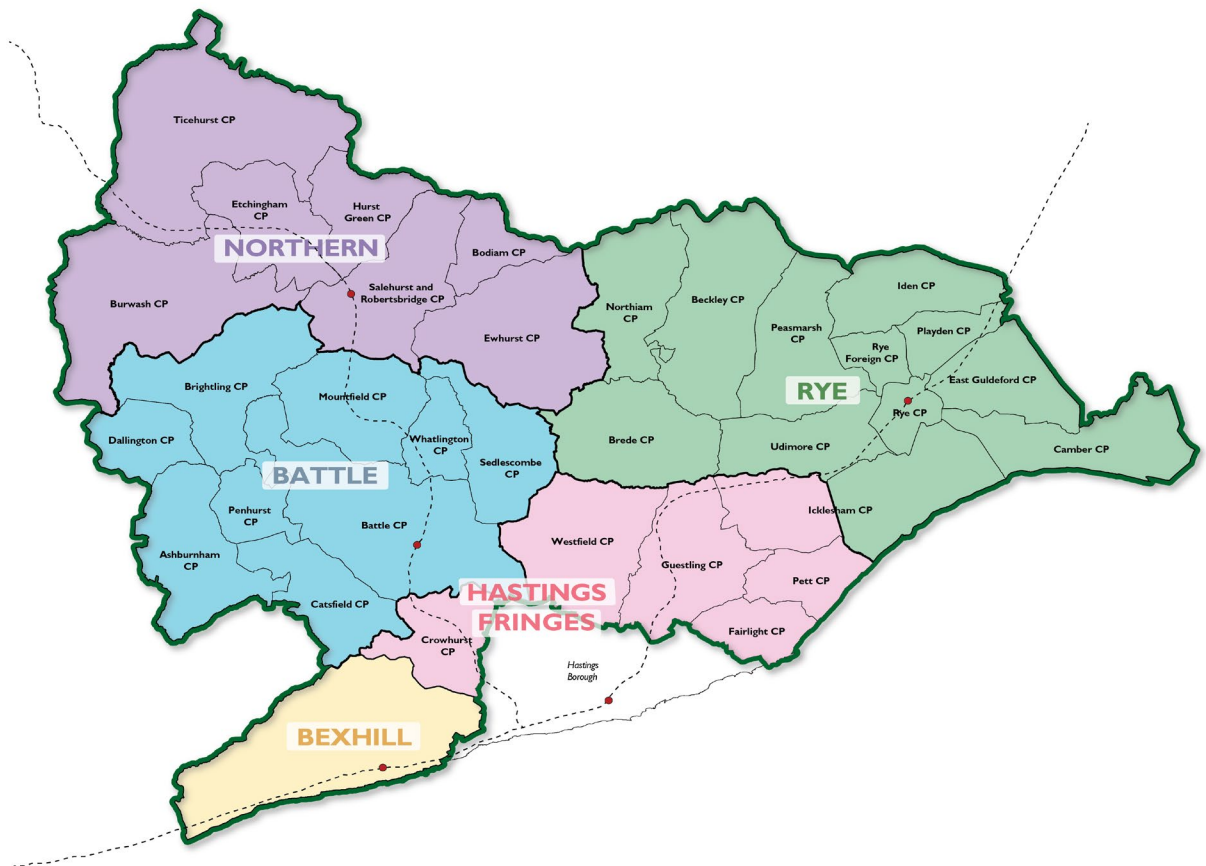 Ticehurst CP
Etchingham
CP
Hurst
Green CP
NORTHERN
Bodiam CP
Burwash CP
Salehurst and
Robertsbridge CP
Ewhurst CP
Northiam
CP
Beckley CP
Iden CP
Peasmarsh
CP
Playden CP
Rye
Foreign CP
East Guldeford CP
RYE
Rye CP
Brede CP
Udimore CP
Camber CP
Brightling CP
Mountfield CP
Dallington CP
Whatlington
CP
Sedlescombe
CP
BATTLE
Penhurst
CP
Battle CP
Ashburnham
CP
Catsfield CP
Icklesham CP
Westfield CP
Guestling CP
Pett CP
HASTINGS
FRINGES
Fairlight CP
Crowhurst
CP
Hastings
Borough
BEXHILL